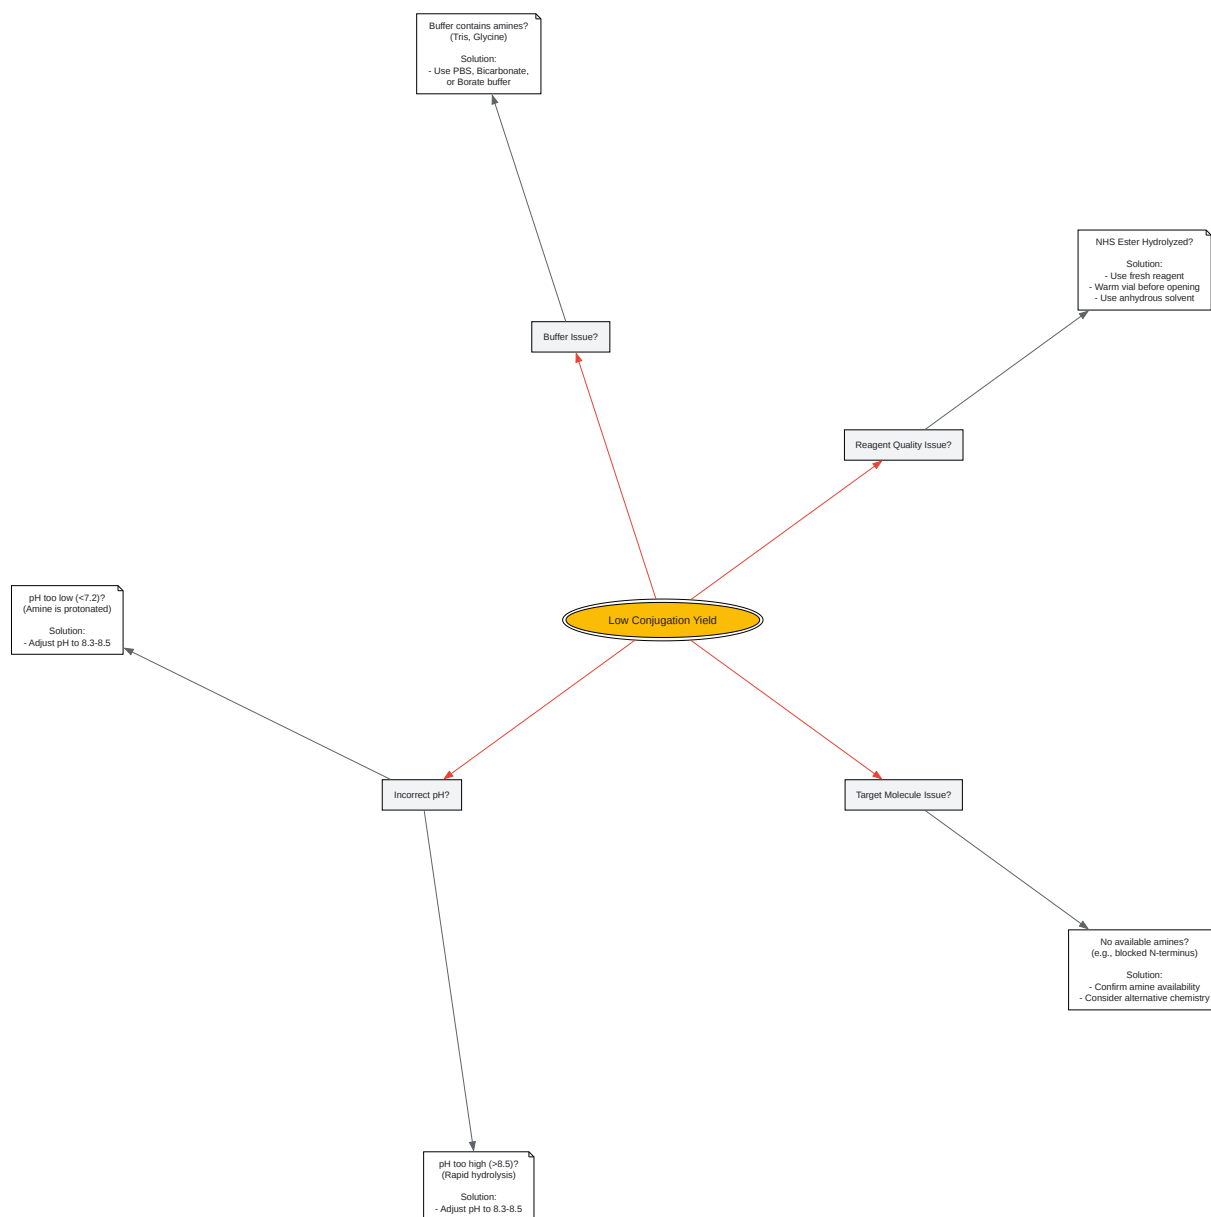 Buffer contains amines?
(Tris, Glycine)
Solution:
- Use PBS, Bicarbonate,
or Borate buffer
NHS Ester Hydrolyzed?
Solution:
- Use fresh reagent
- Warm vial before opening
- Use anhydrous solvent
Buffer Issue?
Reagent Quality Issue?
pH too low (<7.2)?
(Amine is protonated)
Solution:
- Adjust pH to 8.3-8.5
Low Conjugation Yield
Incorrect pH?
Target Molecule Issue?
No available amines?
(e.g., blocked N-terminus)
Solution:
- Confirm amine availability
- Consider alternative chemistry
pH too high (>8.5)?
(Rapid hydrolysis)
Solution:
- Adjust pH to 8.3-8.5